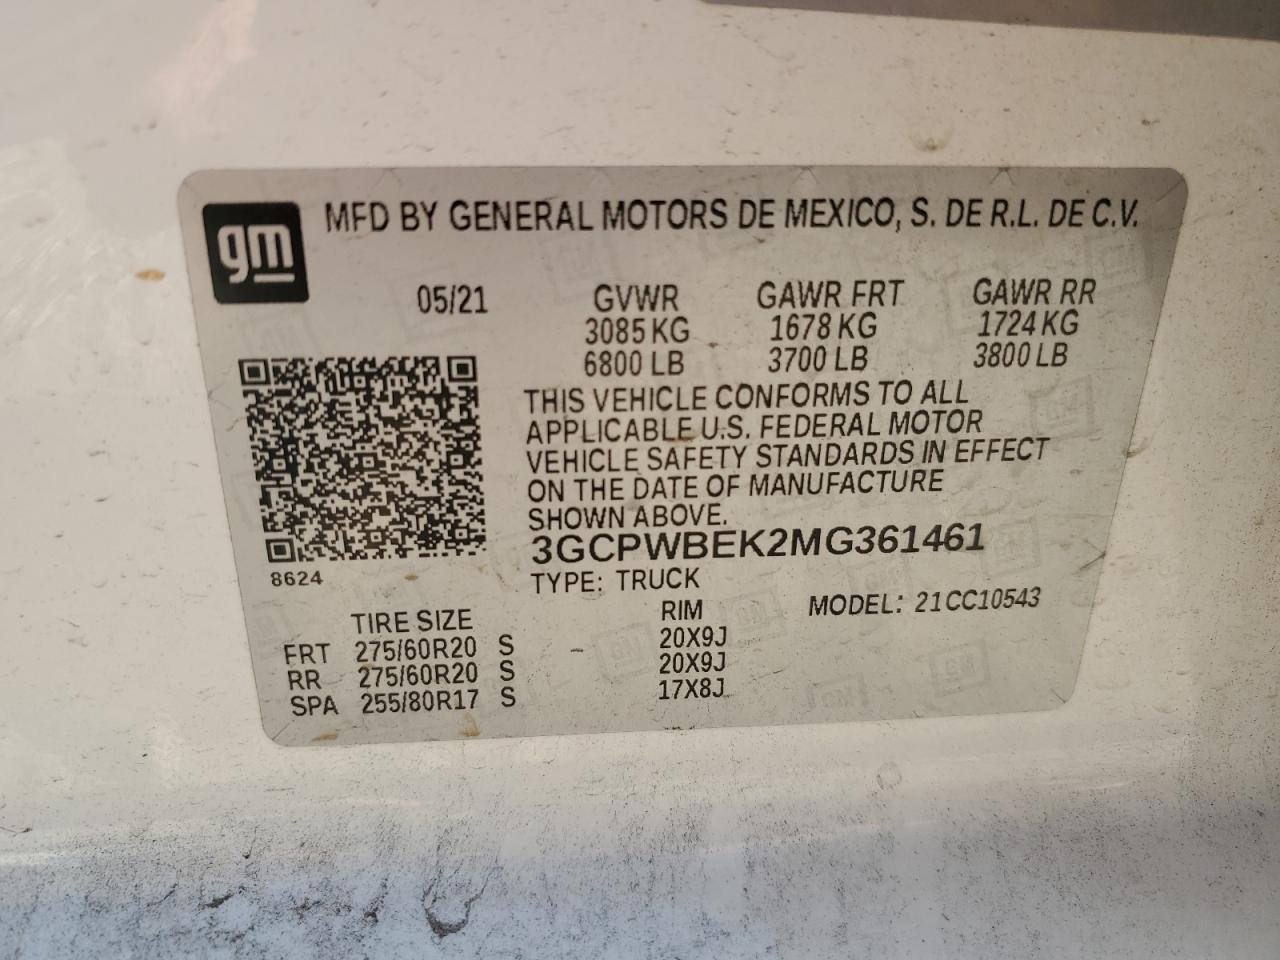 gm
MFD BY GENERAL MOTORS DE MEXICO, S. DE R.L. DE C.V.
05/21 GVWR GAWR FRT GAWR RR
3085 KG 1678 KG 1724 KG
6800 LB 3700 LB 3800 LB
THIS VEHICLE CONFORMS TO ALL
APPLICABLE U.S. FEDERAL MOTOR
VEHICLE SAFETY STANDARDS IN EFFECT
ON THE DATE OF MANUFACTURE
SHOWN ABOVE.
3GCPWBEK2MG361461
8624
TYPE: TRUCK
TIRE SIZE RIM MODEL: 21CC10543
FRT 275/60R20 S 20X9J
RR 275/60R20 S 20X9J
SPA 255/80R17 S 17X8J